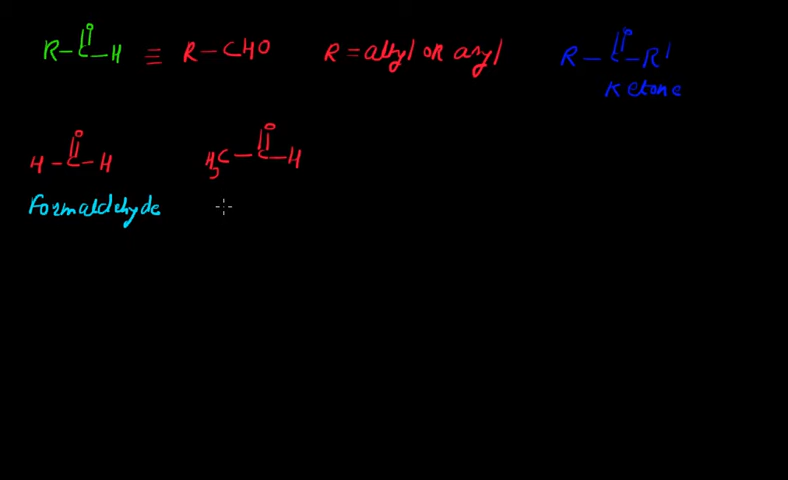 R-C(=O)-H ≡ R-CHO R = alkyl OR aryl R-C(=O)-R'
Ketone
H-C(=O)-H H₃C-C(=O)-H
Formaldehyde